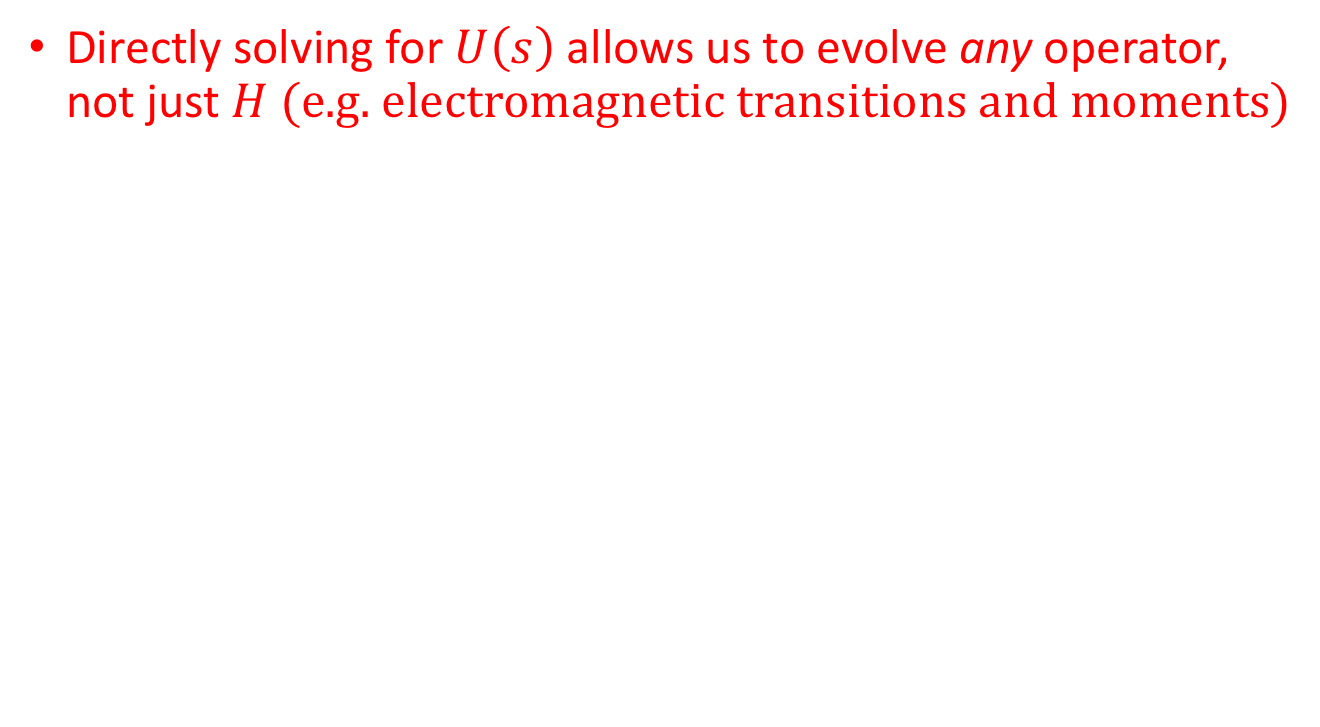 • Directly solving for U(s) allows us to evolve any operator,
not just H (e.g. electromagnetic transitions and moments)